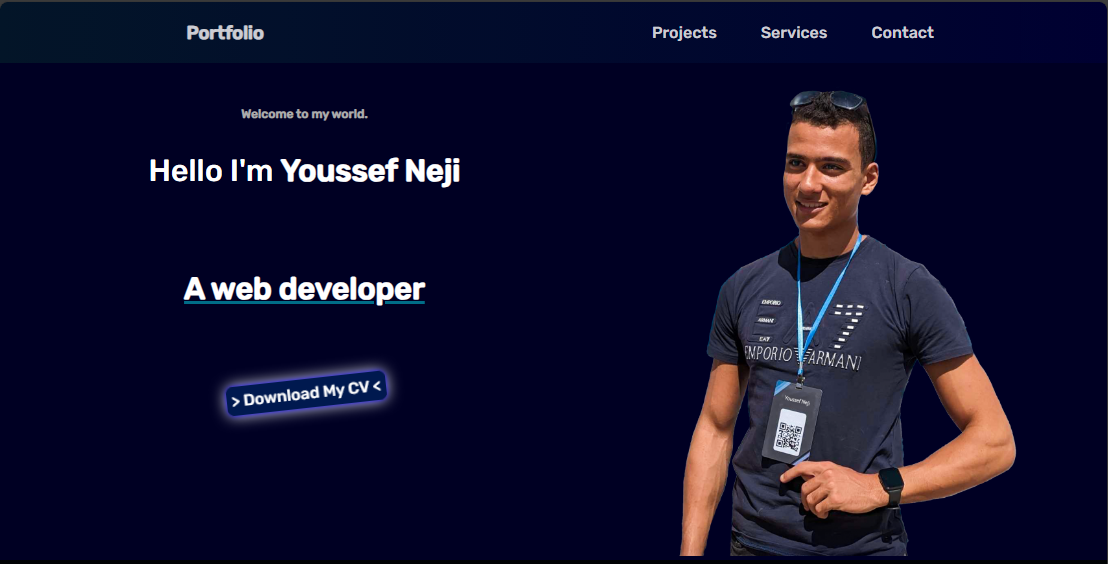 Portfolio
Projects
Services
Contact
Welcome to my world.
Hello I'm Youssef Neji
A web developer
> Download My CV <
EMPORIO
ARMANI
EA7
EMPORIO ARMANI
Youssef Neji